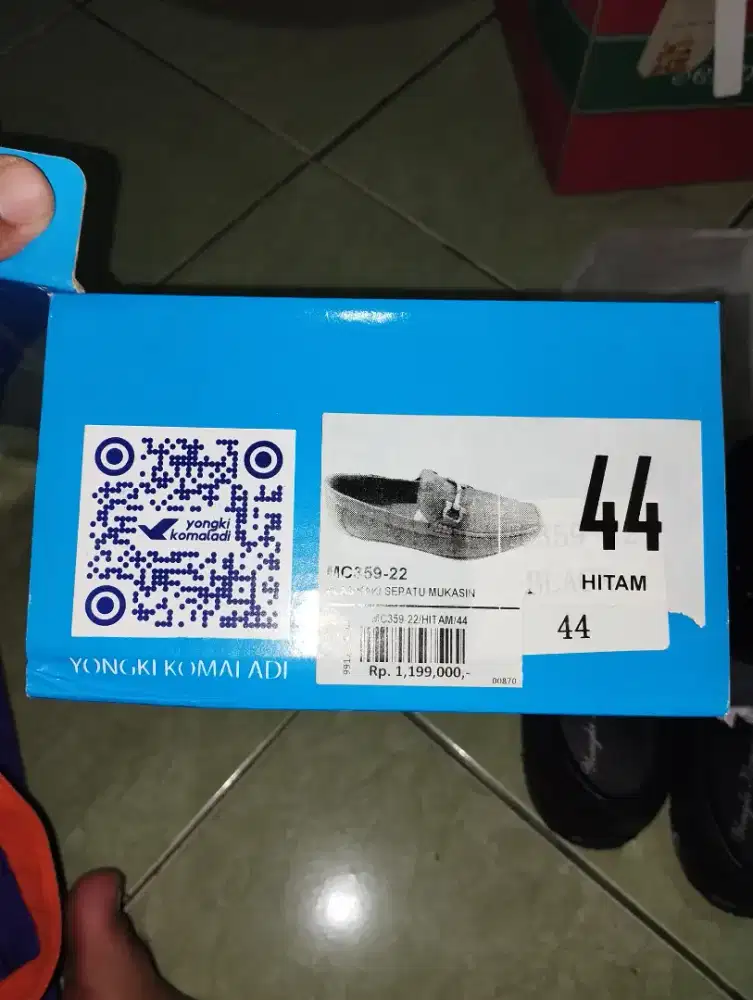 yongki
komaladi
YONGKI KOMALADI
MC359-22
SEPATU MUKASIN
MC359-22/HITAM/44
Rp. 1,199,000,-
00870
44
HITAM
44